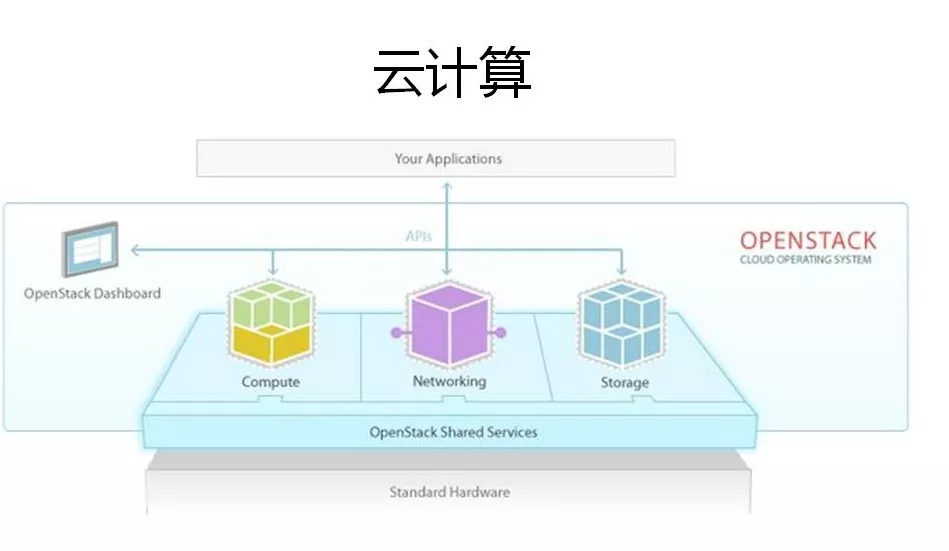 云计算
Your Applications
APIs
OPENSTACK
CLOUD OPERATING SYSTEM
OpenStack Dashboard
Compute
Networking
Storage
OpenStack Shared Services
Standard Hardware